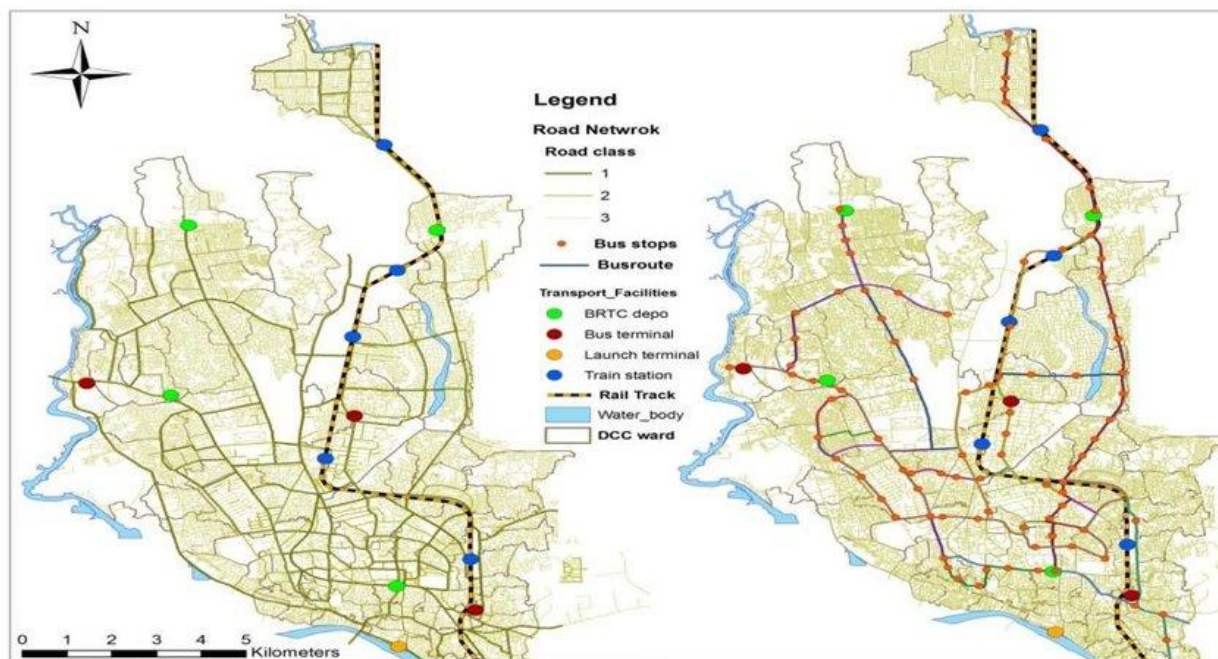 N
Legend
Road Netwrok
Road class
1
2
3
Bus stops
Busroute
Transport_Facilities
BRTC depo
Bus terminal
Launch terminal
Train station
Rail Track
Water_body
DCC ward
0 1 2 3 4 5
Kilometers